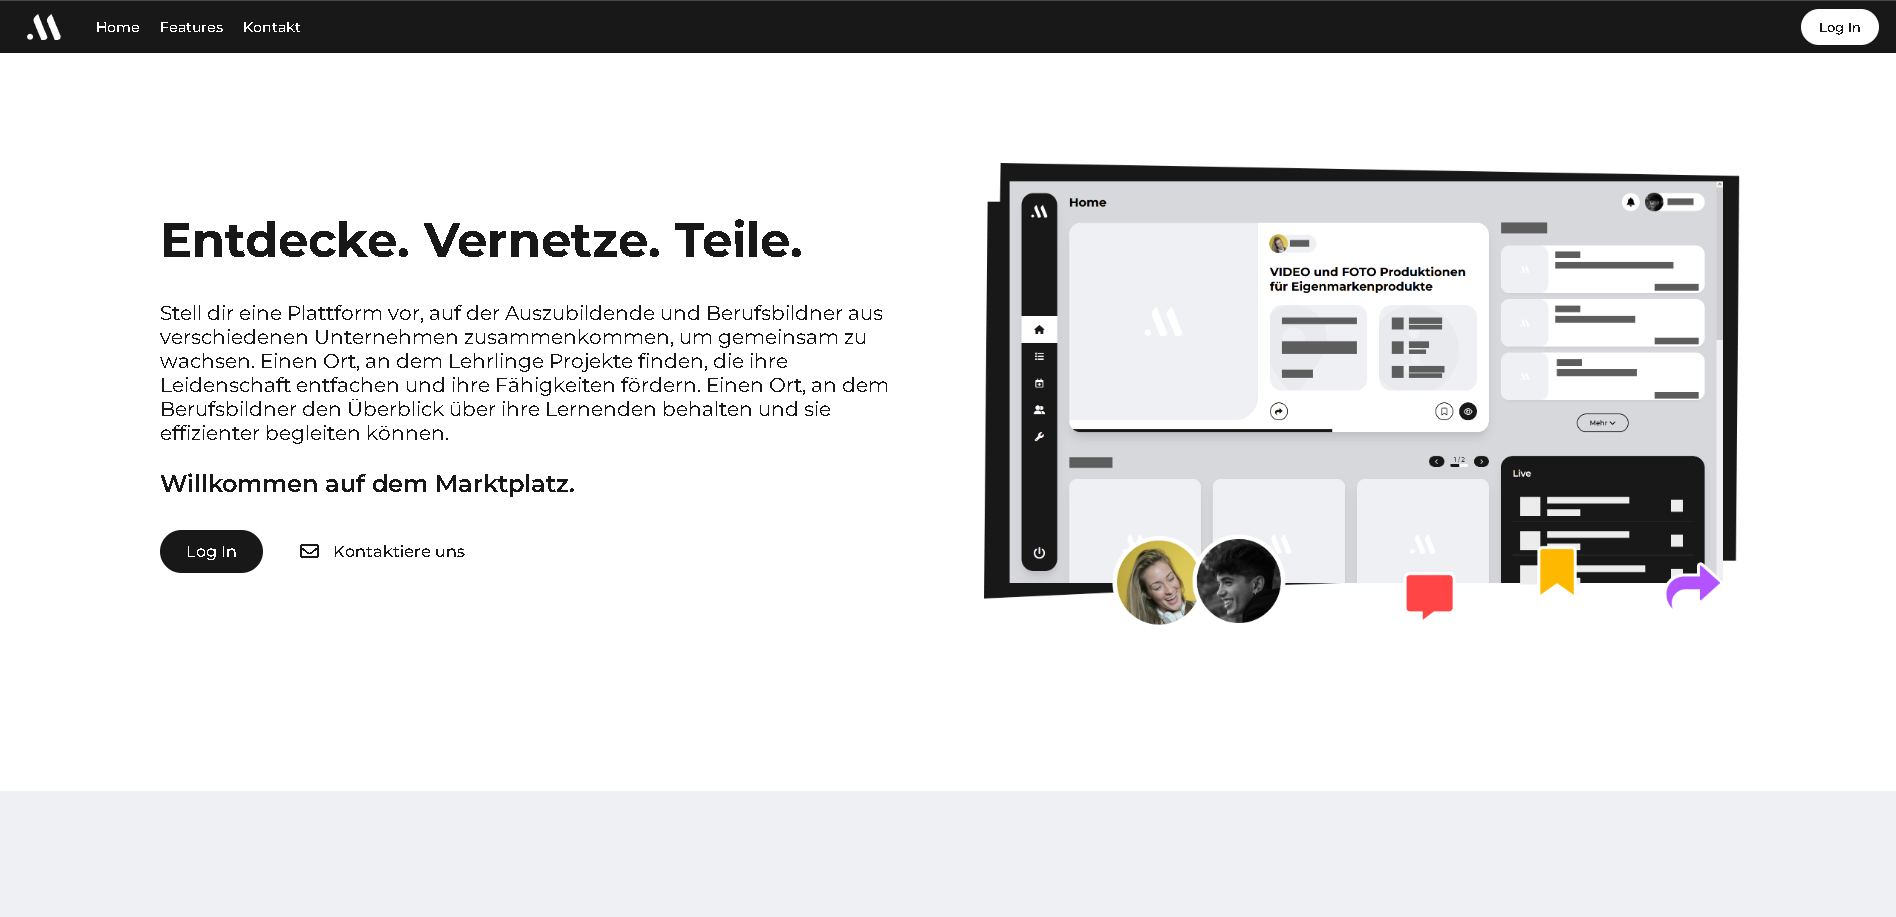 Home Features Kontakt
Log In
Entdecke. Vernetze. Teile.
Stell dir eine Plattform vor, auf der Auszubildende und Berufsbildner aus
verschiedenen Unternehmen zusammenkommen, um gemeinsam zu
wachsen. Einen Ort, an dem Lehrlinge Projekte finden, die ihre
Leidenschaft entfachen und ihre Fähigkeiten fördern. Einen Ort, an dem
Berufsbildner den Überblick über ihre Lernenden behalten und sie
effizienter begleiten können.
Willkommen auf dem Marktplatz.
Log In
Kontaktiere uns
Home
VIDEO und FOTO Produktionen
für Eigenmarkenprodukte
Mehr
1 / 2
Live